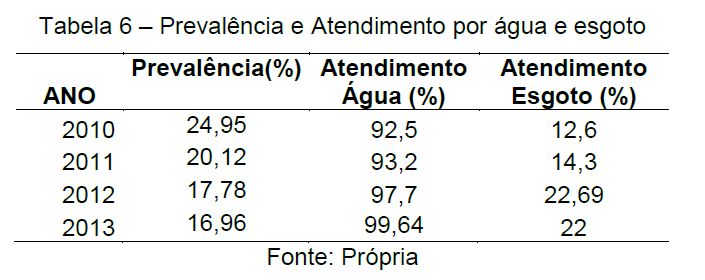 Tabela 6 – Prevalência e Atendimento por água e esgoto
ANO Prevalência(%) Atendimento Água (%) Atendimento Esgoto (%)
2010 24,95 92,5 12,6
2011 20,12 93,2 14,3
2012 17,78 97,7 22,69
2013 16,96 99,64 22
Fonte: Própria